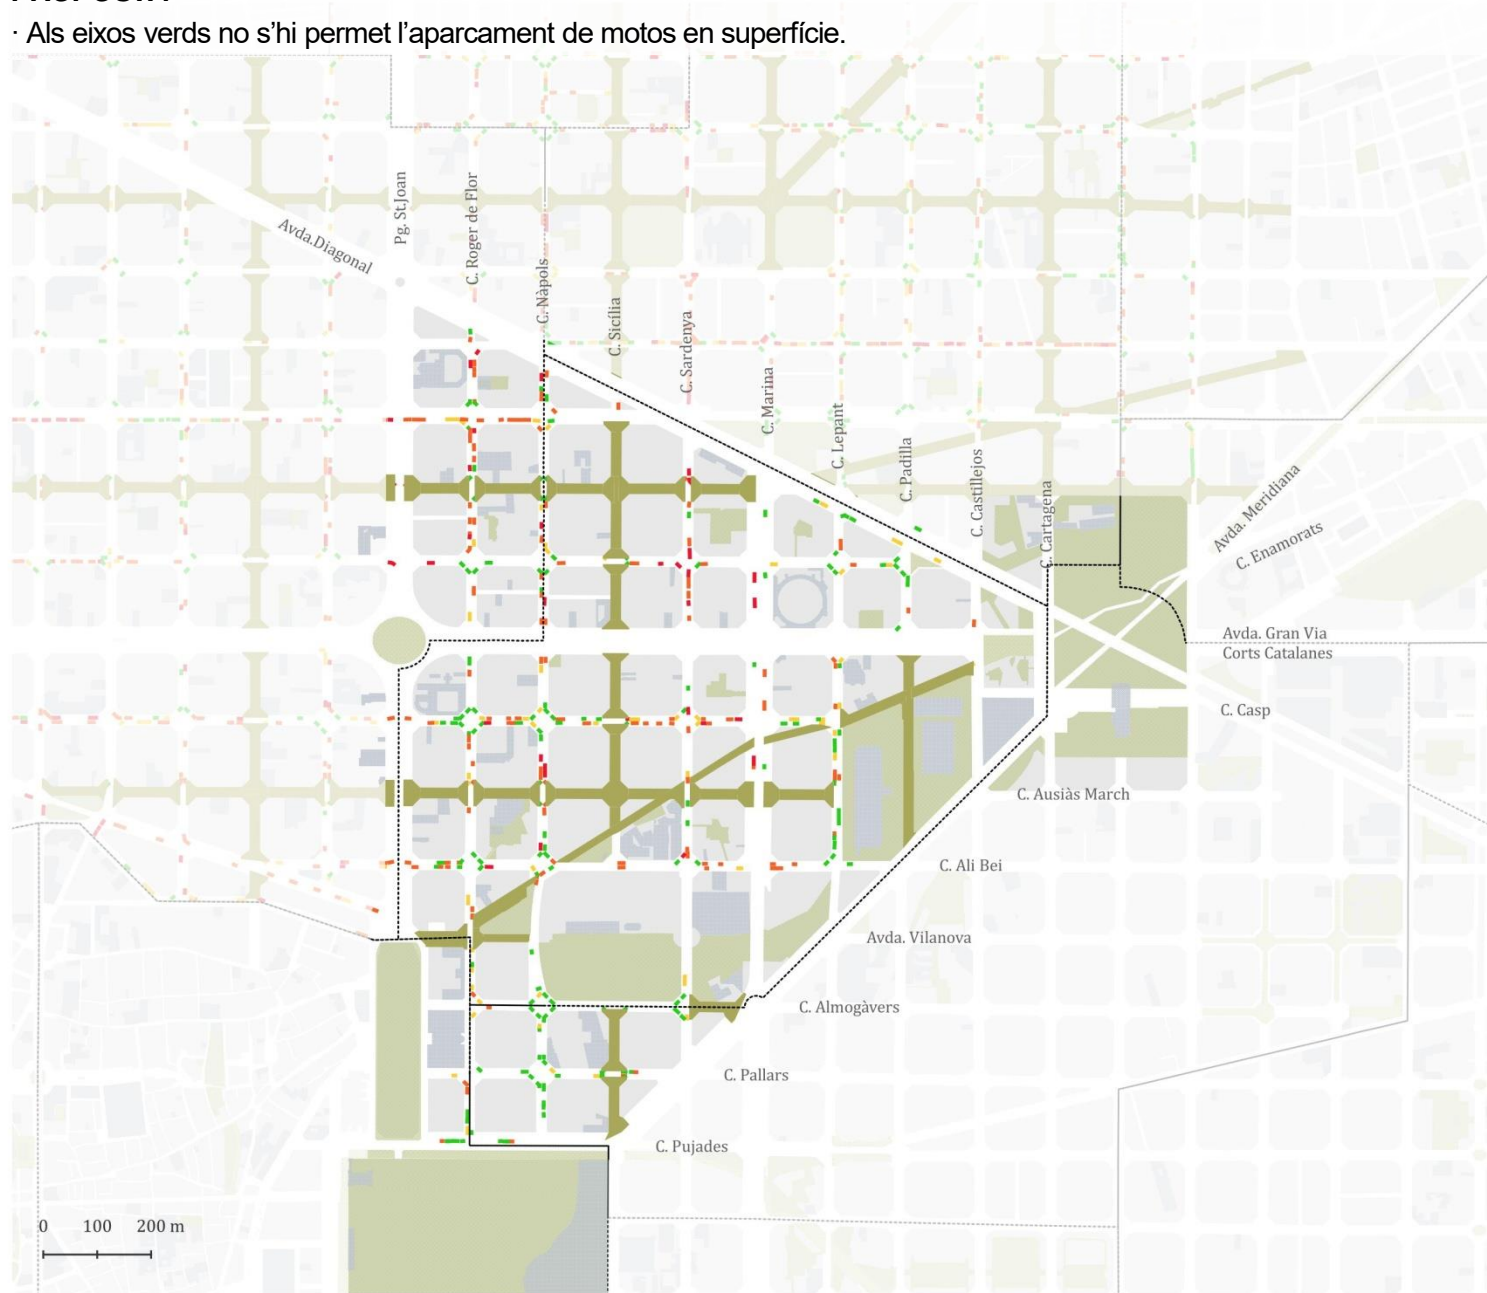 · Als eixos verds no s’hi permet l’aparcament de motos en superfície.
Avda.Diagonal
Pg. St.Joan
C. Roger de Flor
C. Nàpols
C. Sicília
C. Sardenya
C. Marina
C. Lepant
C. Padilla
C. Castillejos
C. Cartagena
Avda. Meridiana
C. Enamorats
Avda. Gran Via
Corts Catalanes
C. Casp
C. Ausiàs March
C. Ali Bei
Avda. Vilanova
C. Almogàvers
C. Pallars
C. Pujades
0 100 200 m